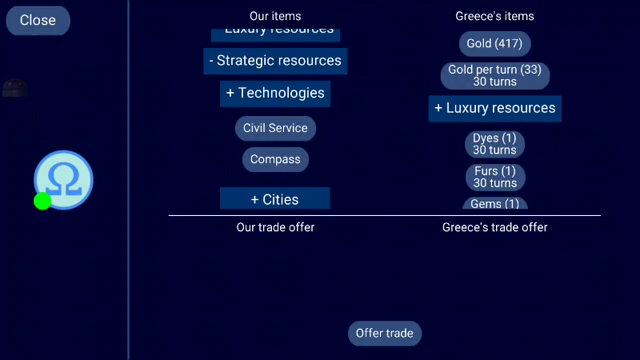 Close
Our items
Luxury resources
- Strategic resources
+ Technologies
Civil Service
Compass
+ Cities
Greece's items
Gold (417)
Gold per turn (33)
30 turns
+ Luxury resources
Dyes (1)
30 turns
Furs (1)
30 turns
Gems (1)
Our trade offer
Greece's trade offer
Offer trade
Ω